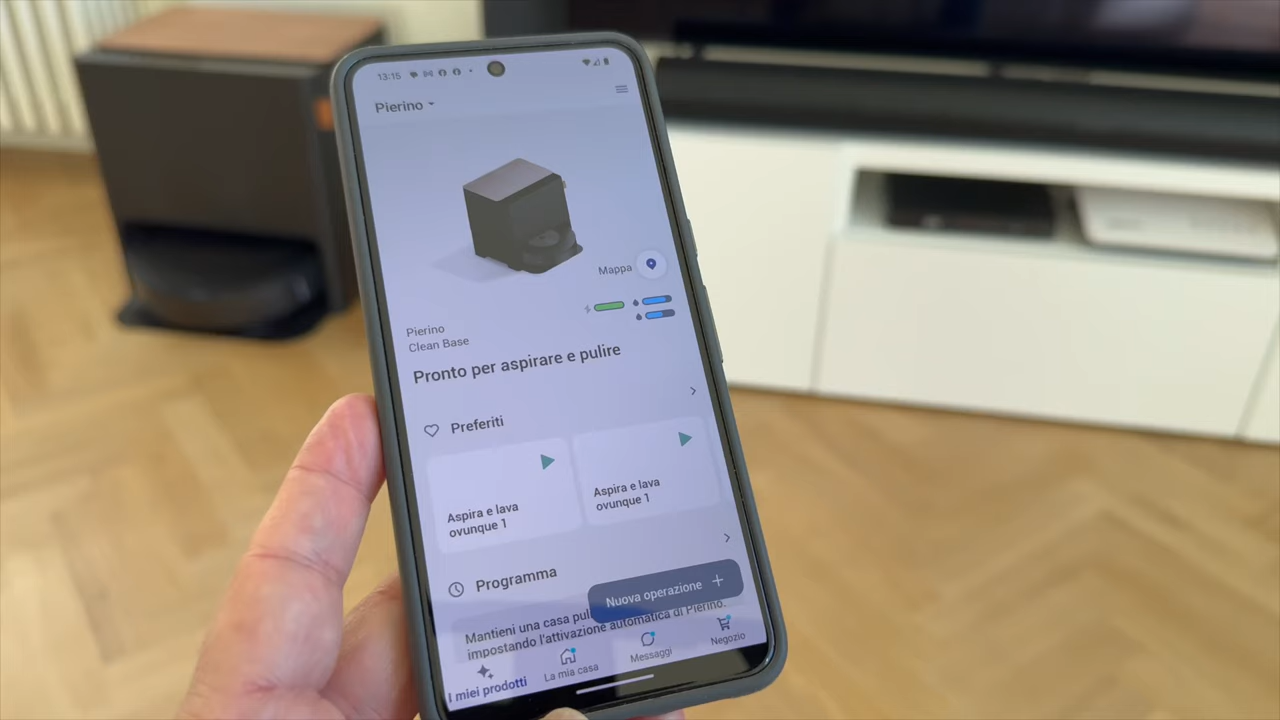 13:15
Pierino
Mappa
Pierino
Clean Base
Pronto per aspirare e pulire
Preferiti
Aspira e lava
ovunque 1
Aspira e lava
ovunque 1
Programma
Nuova operazione +
Mantieni una casa
impostando l'attivazione automatica di Pierino.
I miei prodotti
La mia casa
Messaggi
Negozio